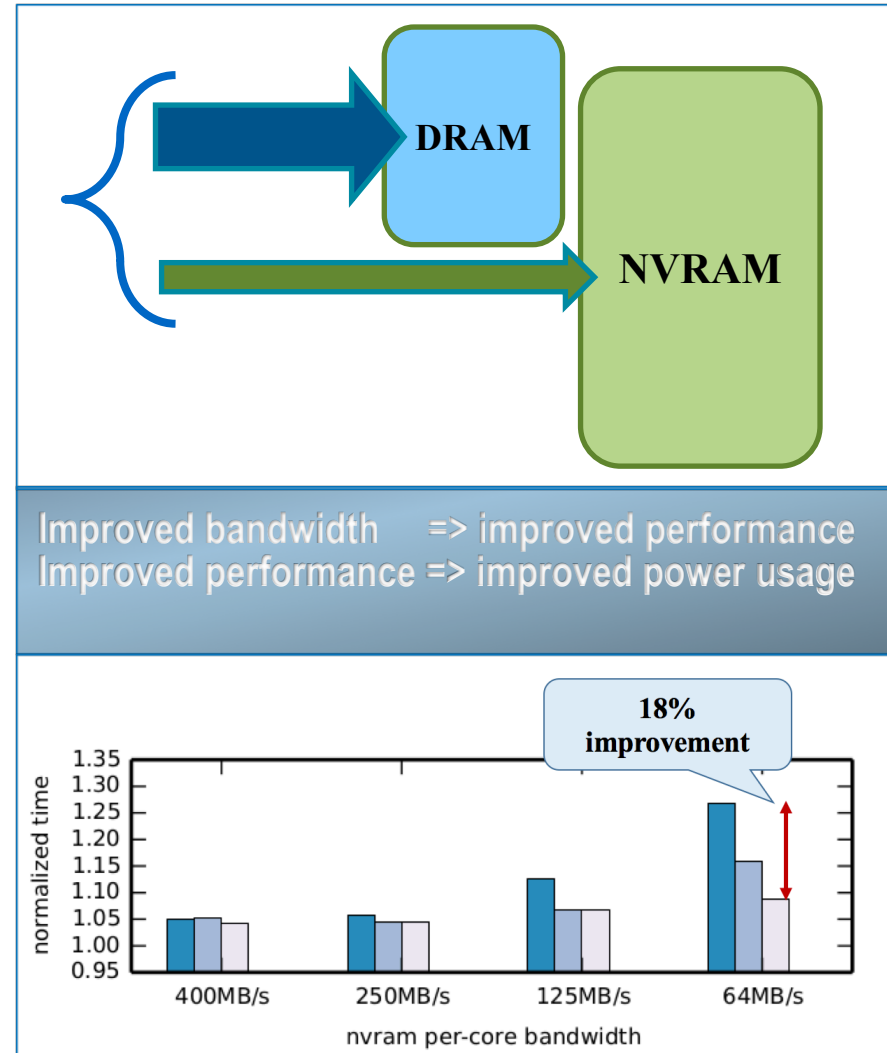 DRAM
NVRAM
Improved bandwidth => improved performance
Improved performance => improved power usage
18%
improvement
1.35
1.30
1.25
1.20
1.15
1.10
1.05
1.00
0.95
normalized time
400MB/s 250MB/s 125MB/s 64MB/s
nvram per-core bandwidth